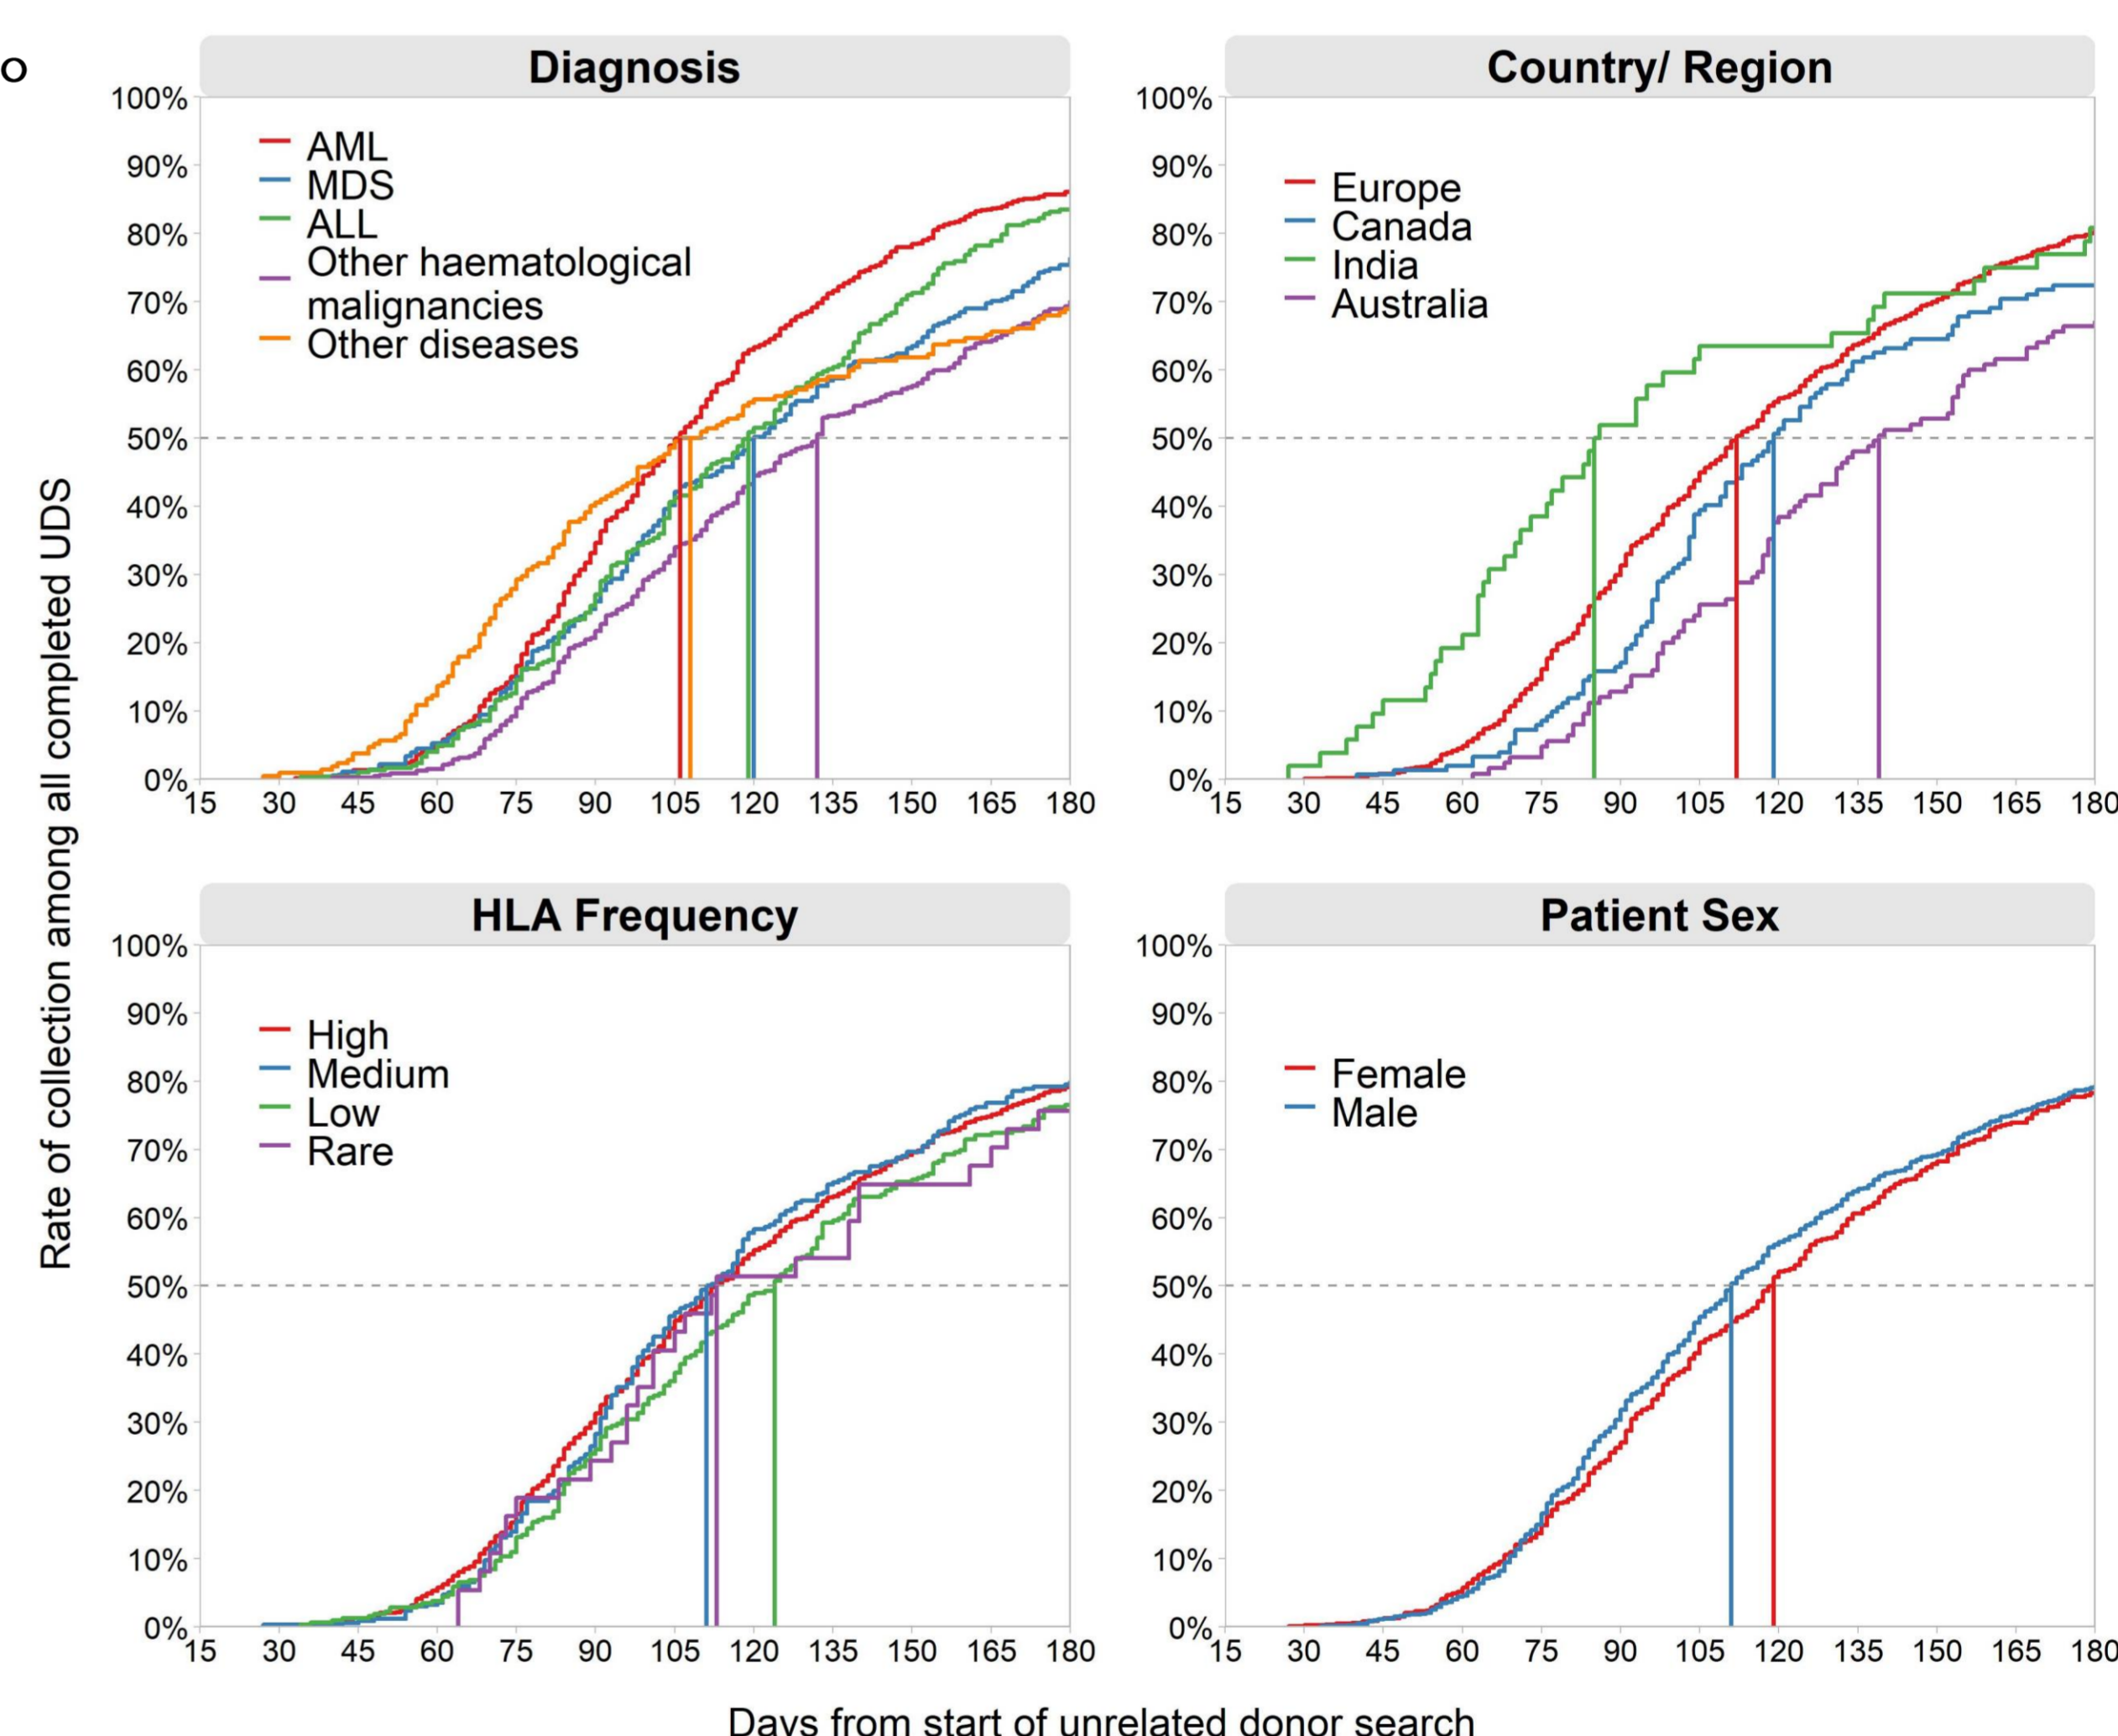 o
Diagnosis
100%
90%
80%
70%
60%
50%
40%
30%
20%
10%
0%
AML
MDS
ALL
Other haematological
malignancies
Other diseases
15 30 45 60 75 90 105 120 135 150 165 180
Country/ Region
100%
90%
80%
70%
60%
50%
40%
30%
20%
10%
0%
Europe
Canada
India
Australia
15 30 45 60 75 90 105 120 135 150 165 180
Rate of collection among all completed UDS
HLA Frequency
100%
90%
80%
70%
60%
50%
40%
30%
20%
10%
0%
High
Medium
Low
Rare
15 30 45 60 75 90 105 120 135 150 165 180
Patient Sex
100%
90%
80%
70%
60%
50%
40%
30%
20%
10%
0%
Female
Male
15 30 45 60 75 90 105 120 135 150 165 180
Days from start of unrelated donor search